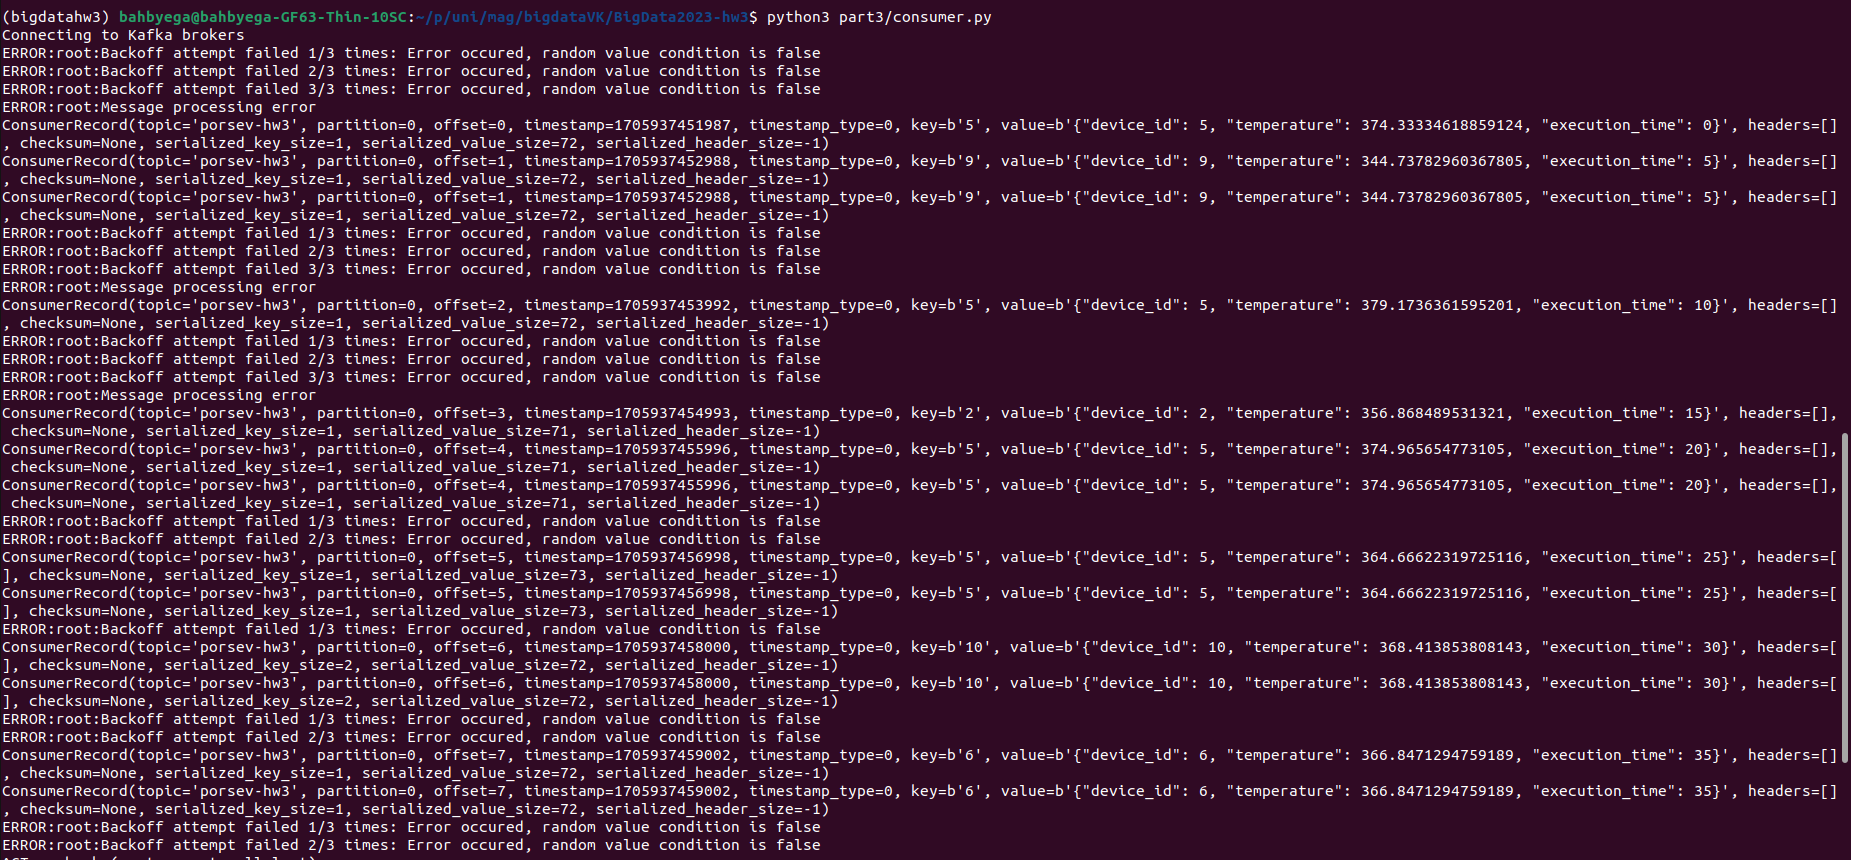 (bigdatahw3) bahbyega@bahbyega-GF63-Thin-10SC:~/p/uni/mag/bigdataVK/BigData2023-hw3$ python3 part3/consumer.py
Connecting to Kafka brokers
ERROR:root:Backoff attempt failed 1/3 times: Error occured, random value condition is false
ERROR:root:Backoff attempt failed 2/3 times: Error occured, random value condition is false
ERROR:root:Backoff attempt failed 3/3 times: Error occured, random value condition is false
ERROR:root:Message processing error
ConsumerRecord(topic='porsev-hw3', partition=0, offset=0, timestamp=1705937451987, timestamp_type=0, key=b'5', value=b'{"device_id": 5, "temperature": 374.33334618859124, "execution_time": 0}', headers=[]
, checksum=None, serialized_key_size=1, serialized_value_size=72, serialized_header_size=-1)
ConsumerRecord(topic='porsev-hw3', partition=0, offset=1, timestamp=1705937452988, timestamp_type=0, key=b'9', value=b'{"device_id": 9, "temperature": 344.73782960367805, "execution_time": 5}', headers=[]
, checksum=None, serialized_key_size=1, serialized_value_size=72, serialized_header_size=-1)
ConsumerRecord(topic='porsev-hw3', partition=0, offset=1, timestamp=1705937452988, timestamp_type=0, key=b'9', value=b'{"device_id": 9, "temperature": 344.73782960367805, "execution_time": 5}', headers=[]
, checksum=None, serialized_key_size=1, serialized_value_size=72, serialized_header_size=-1)
ERROR:root:Backoff attempt failed 1/3 times: Error occured, random value condition is false
ERROR:root:Backoff attempt failed 2/3 times: Error occured, random value condition is false
ERROR:root:Backoff attempt failed 3/3 times: Error occured, random value condition is false
ERROR:root:Message processing error
ConsumerRecord(topic='porsev-hw3', partition=0, offset=2, timestamp=1705937453992, timestamp_type=0, key=b'5', value=b'{"device_id": 5, "temperature": 379.1736361595201, "execution_time": 10}', headers=[]
, checksum=None, serialized_key_size=1, serialized_value_size=72, serialized_header_size=-1)
ERROR:root:Backoff attempt failed 1/3 times: Error occured, random value condition is false
ERROR:root:Backoff attempt failed 2/3 times: Error occured, random value condition is false
ERROR:root:Backoff attempt failed 3/3 times: Error occured, random value condition is false
ERROR:root:Message processing error
ConsumerRecord(topic='porsev-hw3', partition=0, offset=3, timestamp=1705937454993, timestamp_type=0, key=b'2', value=b'{"device_id": 2, "temperature": 356.868489531321, "execution_time": 15}', headers=[],
 checksum=None, serialized_key_size=1, serialized_value_size=71, serialized_header_size=-1)
ConsumerRecord(topic='porsev-hw3', partition=0, offset=4, timestamp=1705937455996, timestamp_type=0, key=b'5', value=b'{"device_id": 5, "temperature": 374.965654773105, "execution_time": 20}', headers=[],
 checksum=None, serialized_key_size=1, serialized_value_size=71, serialized_header_size=-1)
ConsumerRecord(topic='porsev-hw3', partition=0, offset=4, timestamp=1705937455996, timestamp_type=0, key=b'5', value=b'{"device_id": 5, "temperature": 374.965654773105, "execution_time": 20}', headers=[],
 checksum=None, serialized_key_size=1, serialized_value_size=71, serialized_header_size=-1)
ERROR:root:Backoff attempt failed 1/3 times: Error occured, random value condition is false
ERROR:root:Backoff attempt failed 2/3 times: Error occured, random value condition is false
ConsumerRecord(topic='porsev-hw3', partition=0, offset=5, timestamp=1705937456998, timestamp_type=0, key=b'5', value=b'{"device_id": 5, "temperature": 364.66622319725116, "execution_time": 25}', headers=[
], checksum=None, serialized_key_size=1, serialized_value_size=73, serialized_header_size=-1)
ConsumerRecord(topic='porsev-hw3', partition=0, offset=5, timestamp=1705937456998, timestamp_type=0, key=b'5', value=b'{"device_id": 5, "temperature": 364.66622319725116, "execution_time": 25}', headers=[
], checksum=None, serialized_key_size=1, serialized_value_size=73, serialized_header_size=-1)
ERROR:root:Backoff attempt failed 1/3 times: Error occured, random value condition is false
ConsumerRecord(topic='porsev-hw3', partition=0, offset=6, timestamp=1705937458000, timestamp_type=0, key=b'10', value=b'{"device_id": 10, "temperature": 368.413853808143, "execution_time": 30}', headers=[
], checksum=None, serialized_key_size=2, serialized_value_size=72, serialized_header_size=-1)
ConsumerRecord(topic='porsev-hw3', partition=0, offset=6, timestamp=1705937458000, timestamp_type=0, key=b'10', value=b'{"device_id": 10, "temperature": 368.413853808143, "execution_time": 30}', headers=[
], checksum=None, serialized_key_size=2, serialized_value_size=72, serialized_header_size=-1)
ERROR:root:Backoff attempt failed 1/3 times: Error occured, random value condition is false
ERROR:root:Backoff attempt failed 2/3 times: Error occured, random value condition is false
ConsumerRecord(topic='porsev-hw3', partition=0, offset=7, timestamp=1705937459002, timestamp_type=0, key=b'6', value=b'{"device_id": 6, "temperature": 366.8471294759189, "execution_time": 35}', headers=[]
, checksum=None, serialized_key_size=1, serialized_value_size=72, serialized_header_size=-1)
ConsumerRecord(topic='porsev-hw3', partition=0, offset=7, timestamp=1705937459002, timestamp_type=0, key=b'6', value=b'{"device_id": 6, "temperature": 366.8471294759189, "execution_time": 35}', headers=[]
, checksum=None, serialized_key_size=1, serialized_value_size=72, serialized_header_size=-1)
ERROR:root:Backoff attempt failed 1/3 times: Error occured, random value condition is false
ERROR:root:Backoff attempt failed 2/3 times: Error occured, random value condition is false